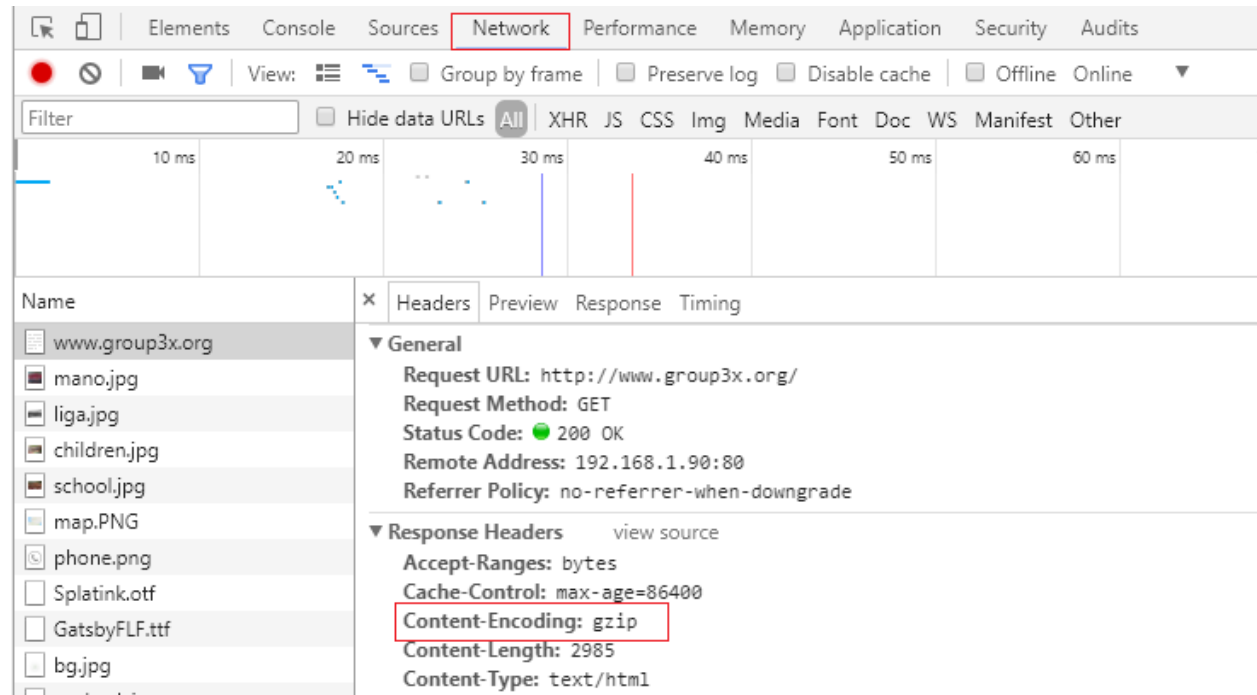 Elements Console Sources Network Performance Memory Application Security Audits
View: Group by frame Preserve log Disable cache Offline Online
Filter Hide data URLs All XHR JS CSS Img Media Font Doc WS Manifest Other
10 ms 20 ms 30 ms 40 ms 50 ms 60 ms
Name
www.group3x.org
mano.jpg
liga.jpg
children.jpg
school.jpg
map.PNG
phone.png
Splatink.otf
GatsbyFLF.ttf
bg.jpg
× Headers Preview Response Timing
General
Request URL: http://www.group3x.org/
Request Method: GET
Status Code: 200 OK
Remote Address: 192.168.1.90:80
Referrer Policy: no-referrer-when-downgrade
Response Headers view source
Accept-Ranges: bytes
Cache-Control: max-age=86400
Content-Encoding: gzip
Content-Length: 2985
Content-Type: text/html